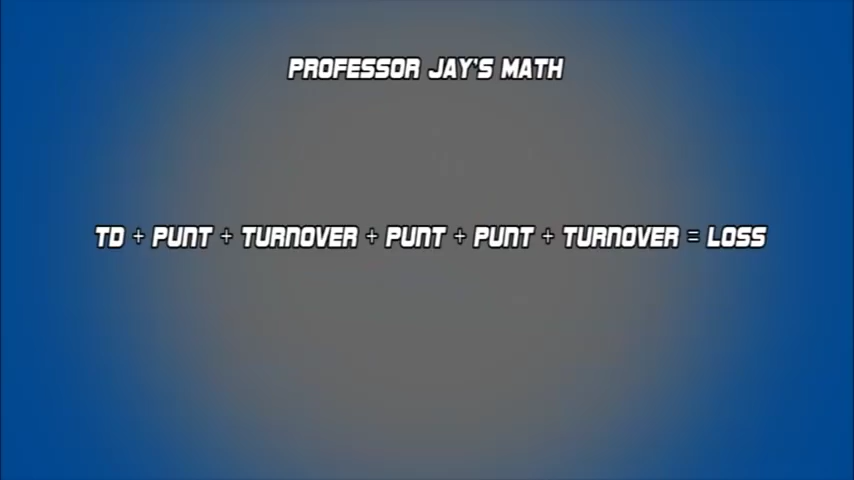 PROFESSOR JAY'S MATH
TD + PUNT + TURNOVER + PUNT + PUNT + TURNOVER = LOSS